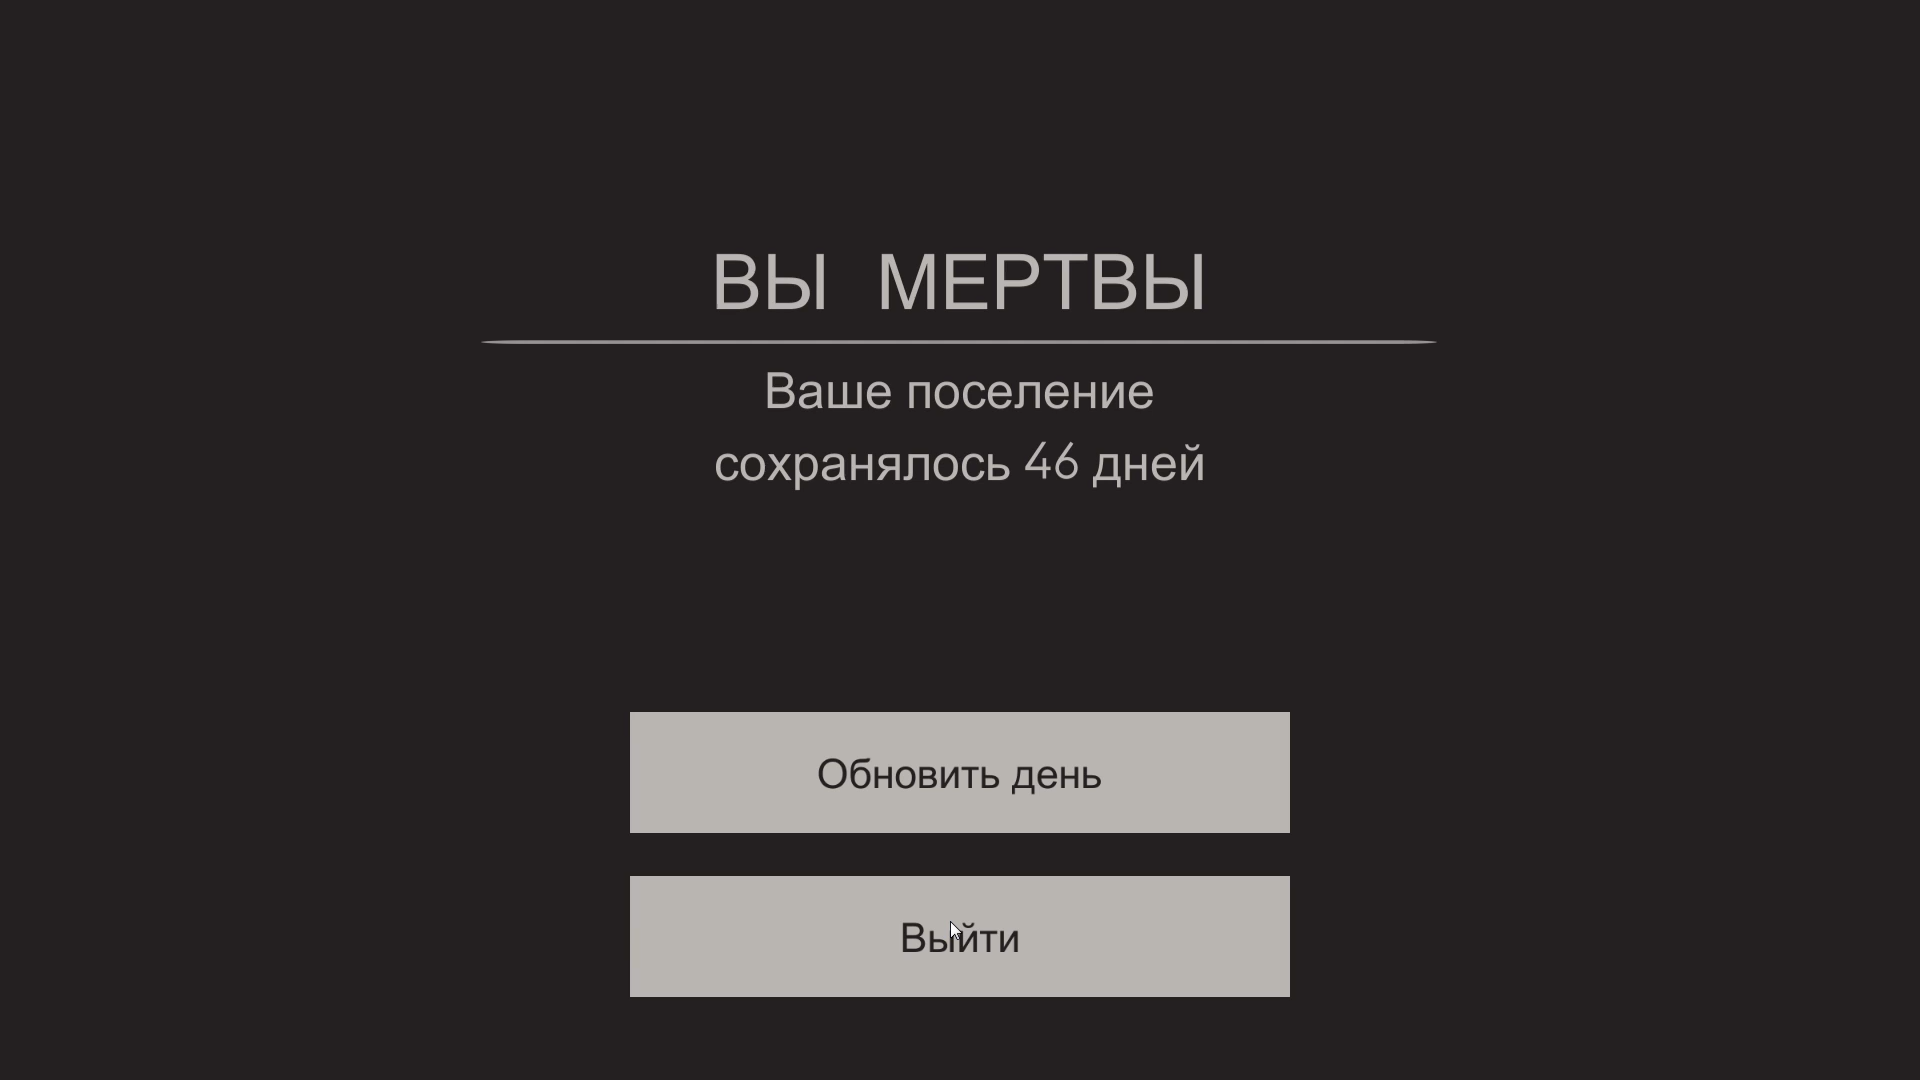 ВЫ МЕРТВЫ
Ваше поселение
сохранялось 46 дней
Обновить день
Выйти